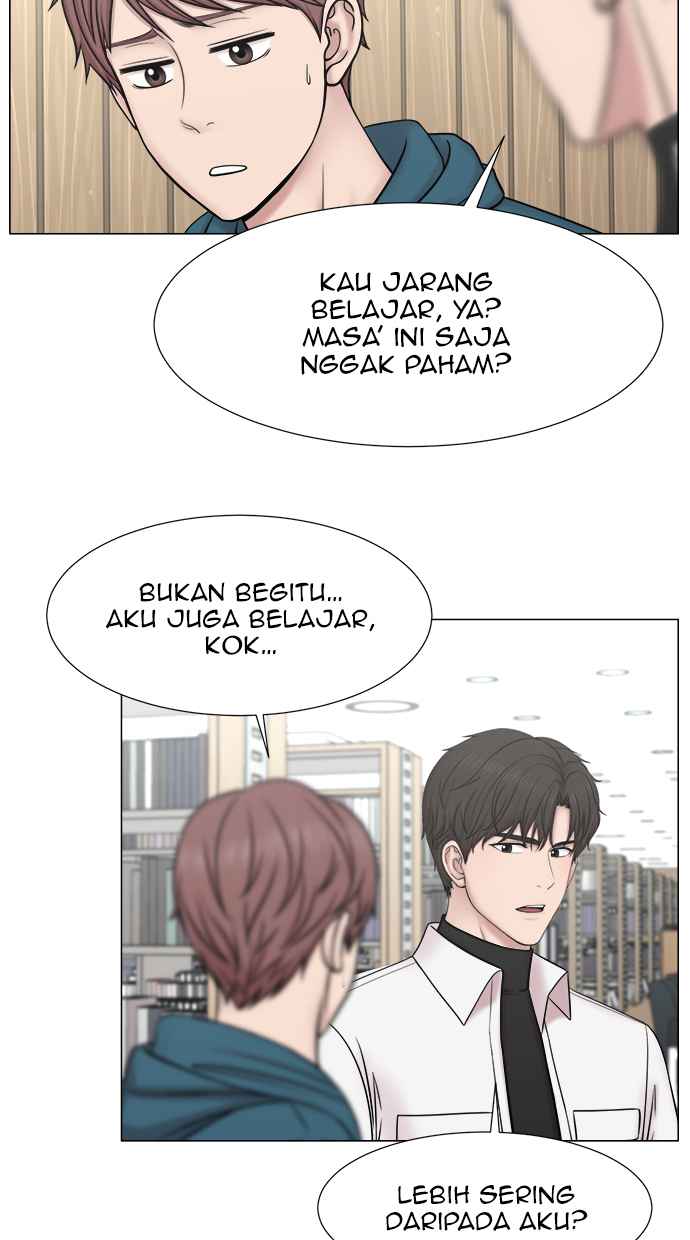 KAU JARANG
BELAJAR, YA?
MASA' INI SAJA
NGGAK PAHAM?
BUKAN BEGITU...
AKU JUGA BELAJAR,
KOK...
LEBIH SERING
DARIPADA AKU?